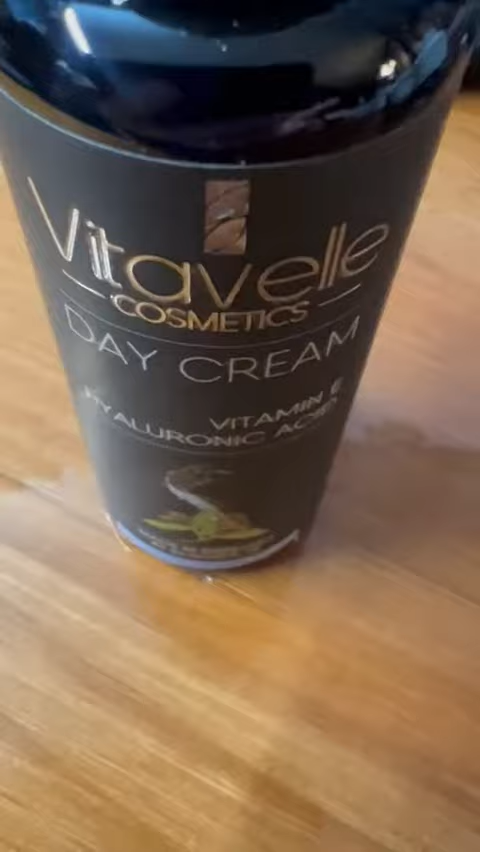 Vitavelle
COSMETICS
DAY CREAM
VITAMIN E
HYALURONIC ACID